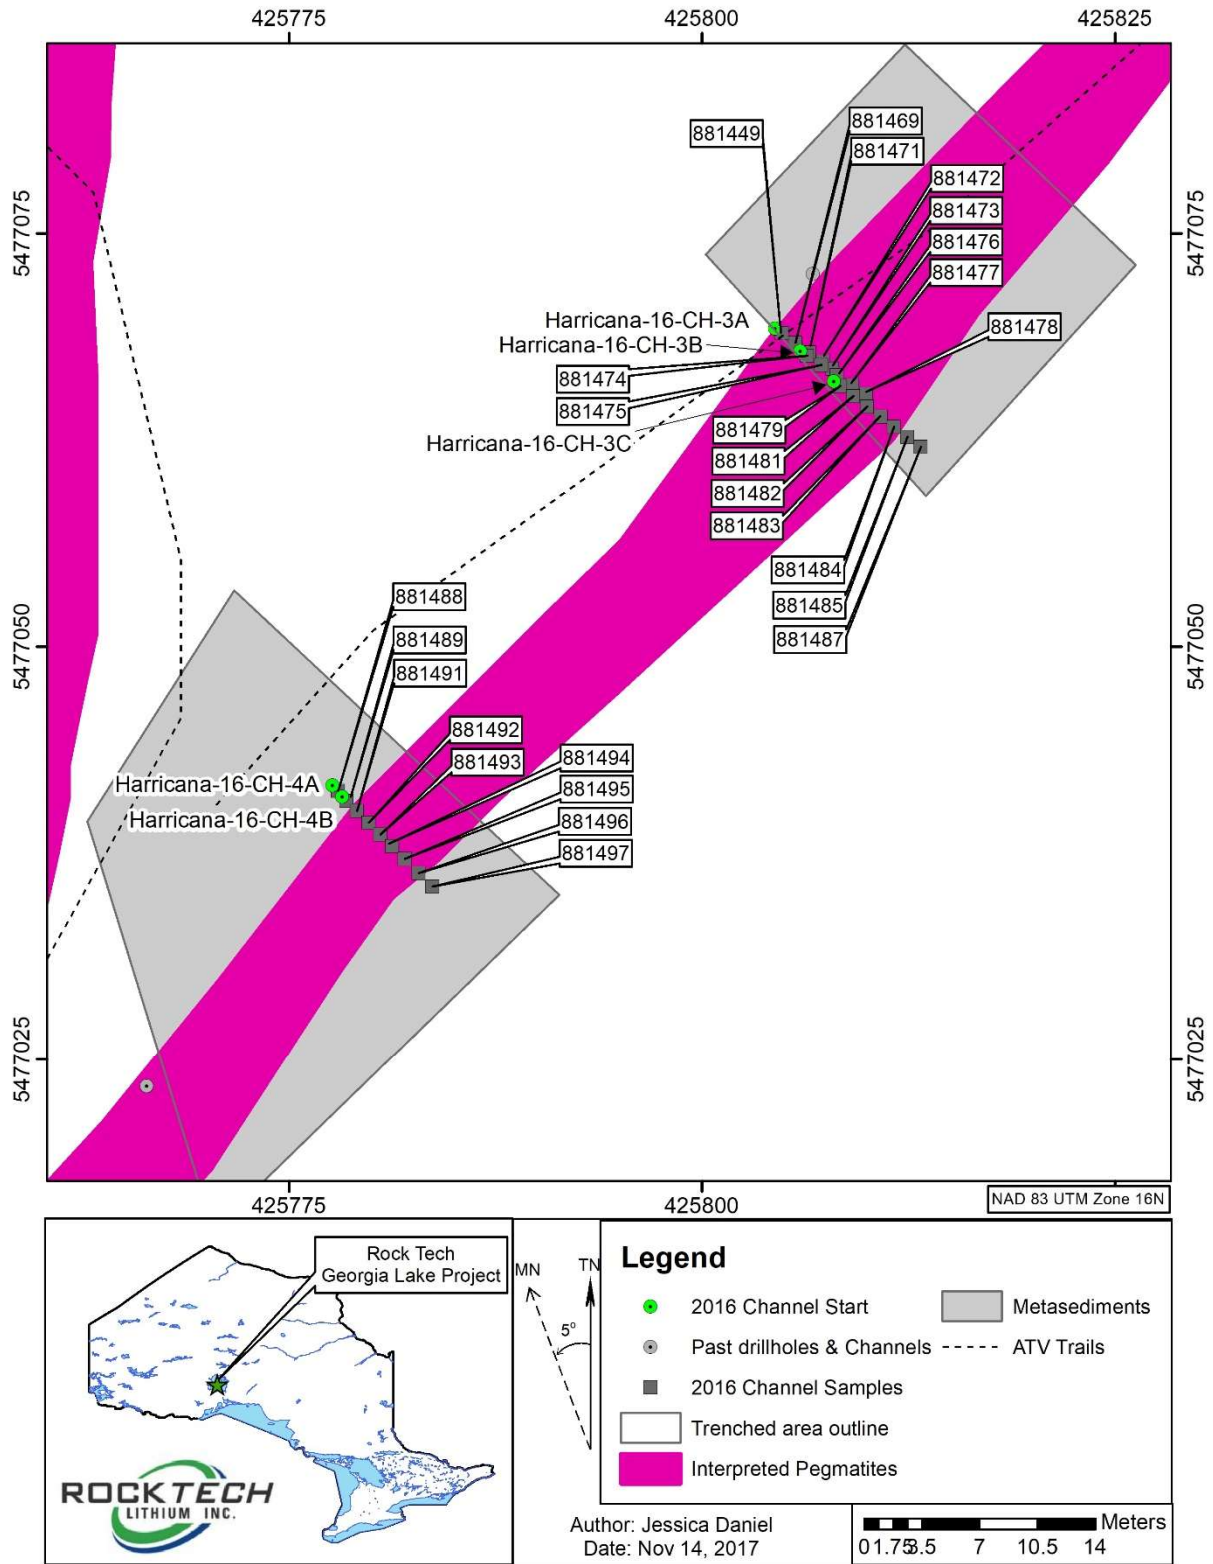 425775
425800
425825
881449
881469
881471
881472
881473
881476
881477
5477075
5477075
Harricana-16-CH-3A
Harricana-16-CH-3B
881478
881474
881475
Harricana-16-CH-3C
881479
881481
881482
881483
881484
881485
881487
5477050
5477050
881488
881489
881491
881492
881493
881494
881495
881496
881497
Harricana-16-CH-4A
Harricana-16-CH-4B
5477025
5477025
425775
425800
NAD 83 UTM Zone 16N
Rock Tech
Georgia Lake Project
ROCKTECH
LITHIUM INC.
MN
TN
5°
Legend
2016 Channel Start
Past drillholes & Channels
2016 Channel Samples
Trenched area outline
Interpreted Pegmatites
Metasediments
ATV Trails
Author: Jessica Daniel
Date: Nov 14, 2017
Meters
0 1.75 3.5 7 10.5 14